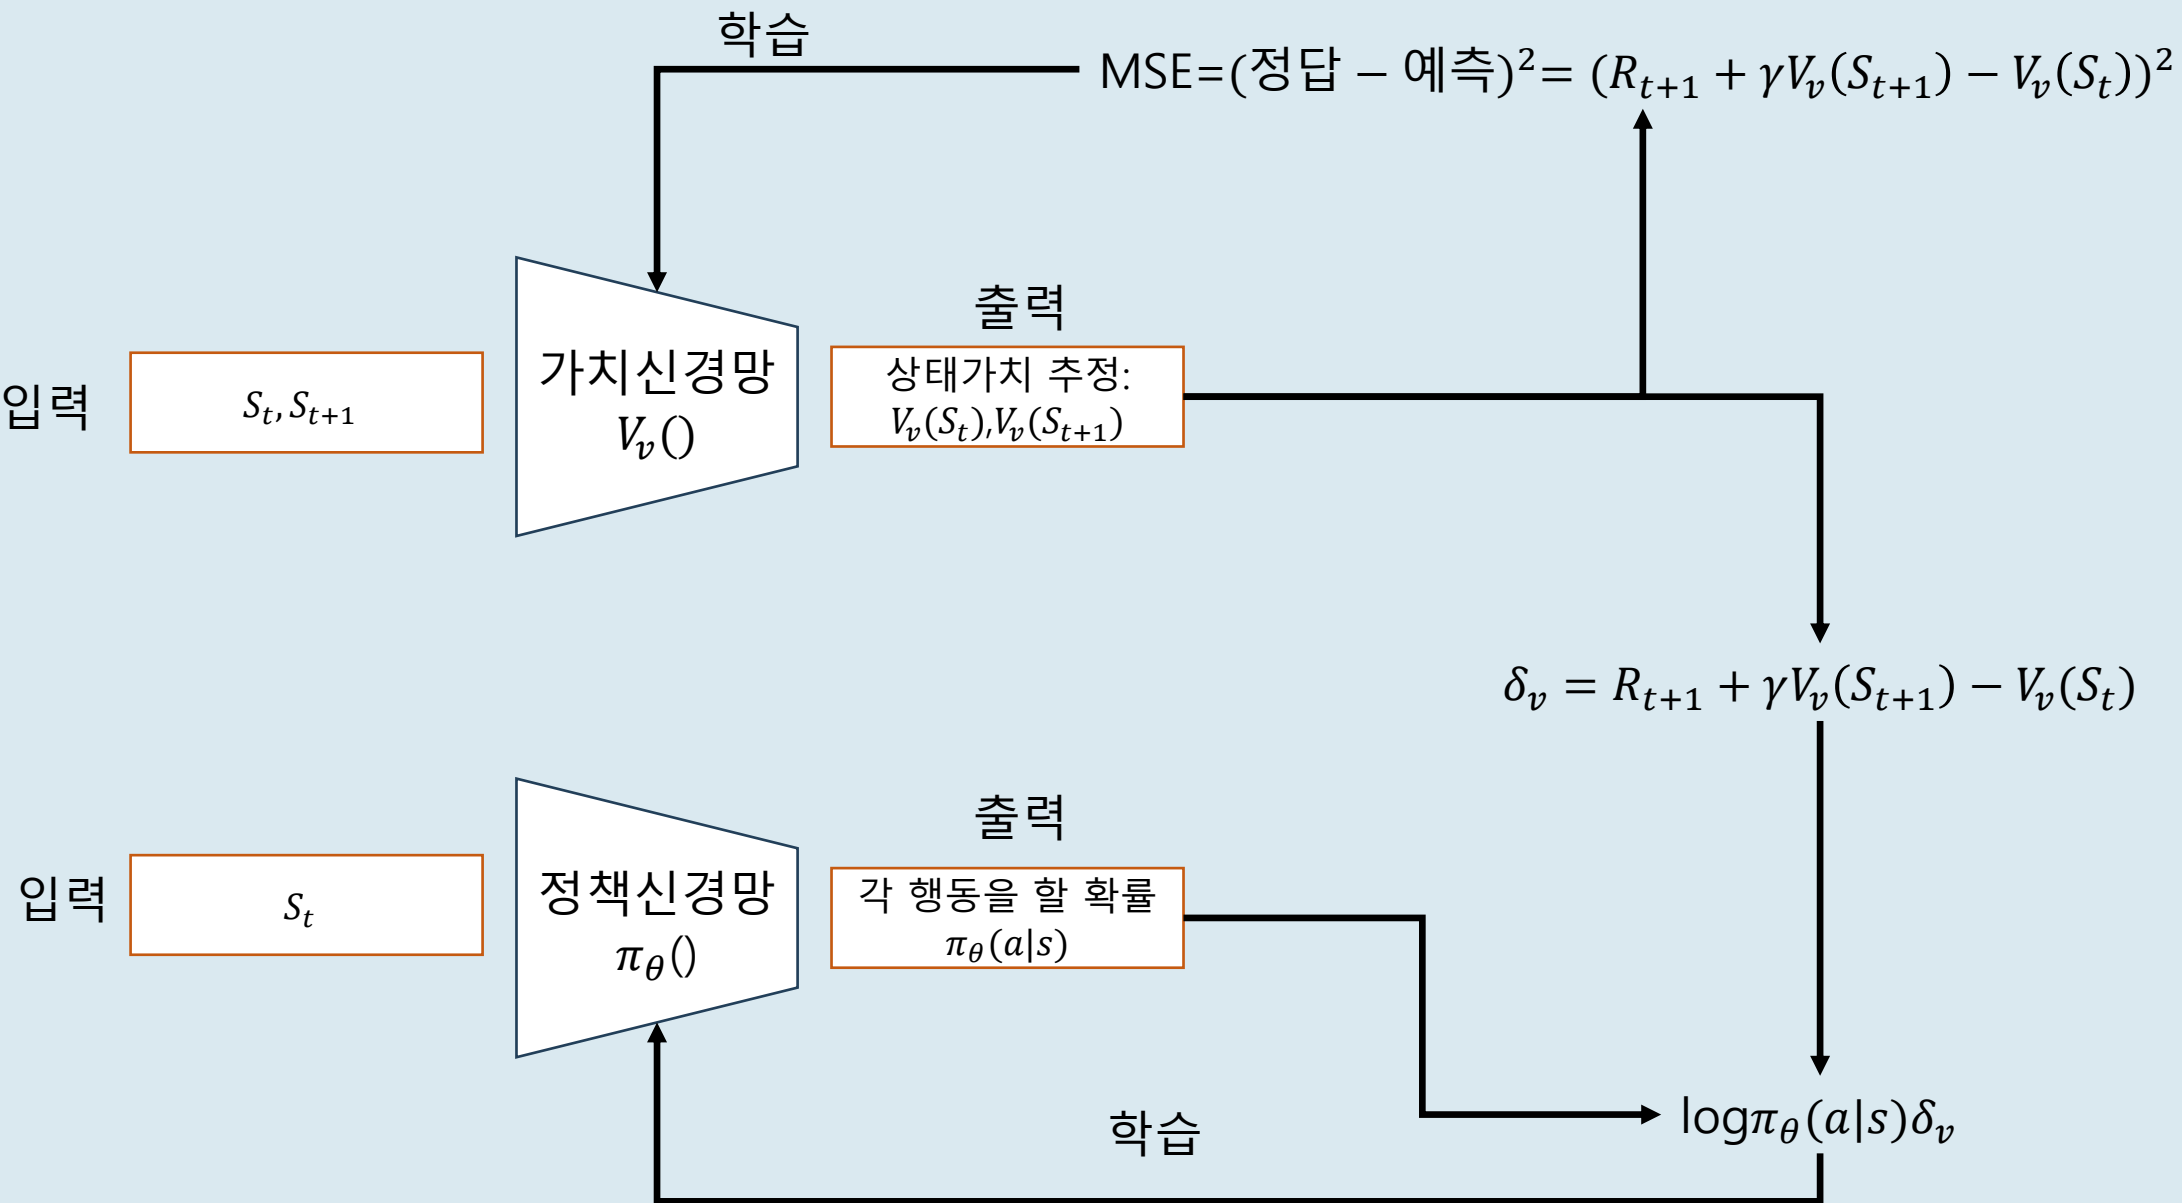 학습
MSE=(정답 − 예측)²= (R_{t+1} + γV_v(S_{t+1}) − V_v(S_t))²
출력
입력
S_t, S_{t+1}
가치신경망
V_v()
상태가치 추정:
V_v(S_t),V_v(S_{t+1})
δ_v = R_{t+1} + γV_v(S_{t+1}) − V_v(S_t)
출력
입력
S_t
정책신경망
π_θ()
각 행동을 할 확률
π_θ(a|s)
학습
logπ_θ(a|s)δ_v